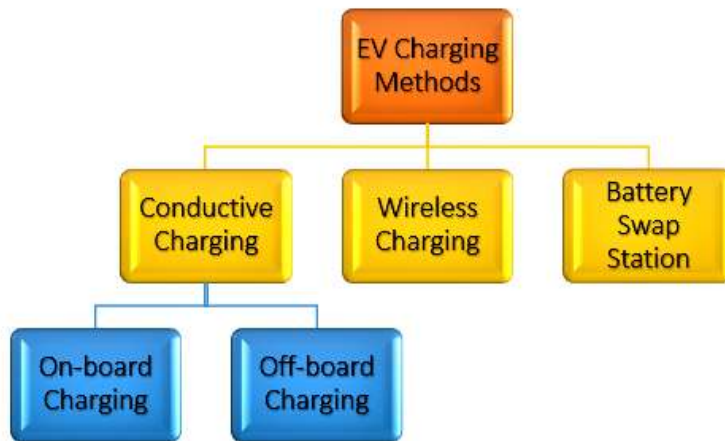 EV Charging
Methods
Conductive
Charging
Wireless
Charging
Battery
Swap
Station
On-board
Charging
Off-board
Charging